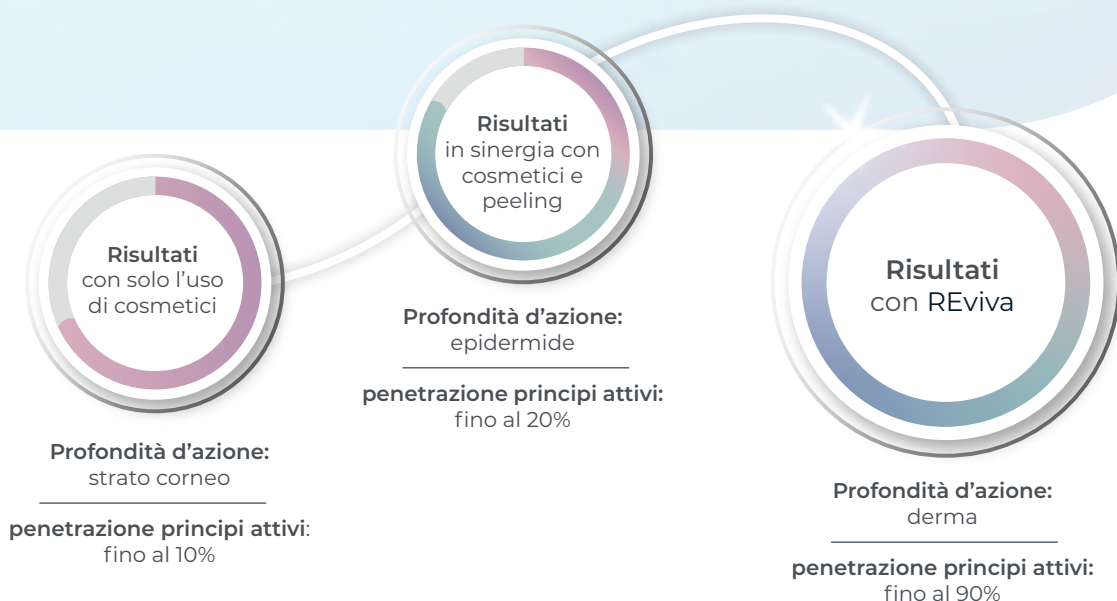 Risultati
con solo l’uso
di cosmetici
Profondità d’azione:
strato corneo
penetrazione principi attivi:
fino al 10%
Risultati
in sinergia con
cosmetici e
peeling
Profondità d’azione:
epidermide
penetrazione principi attivi:
fino al 20%
Risultati
con REviva
Profondità d’azione:
derma
penetrazione principi attivi:
fino al 90%